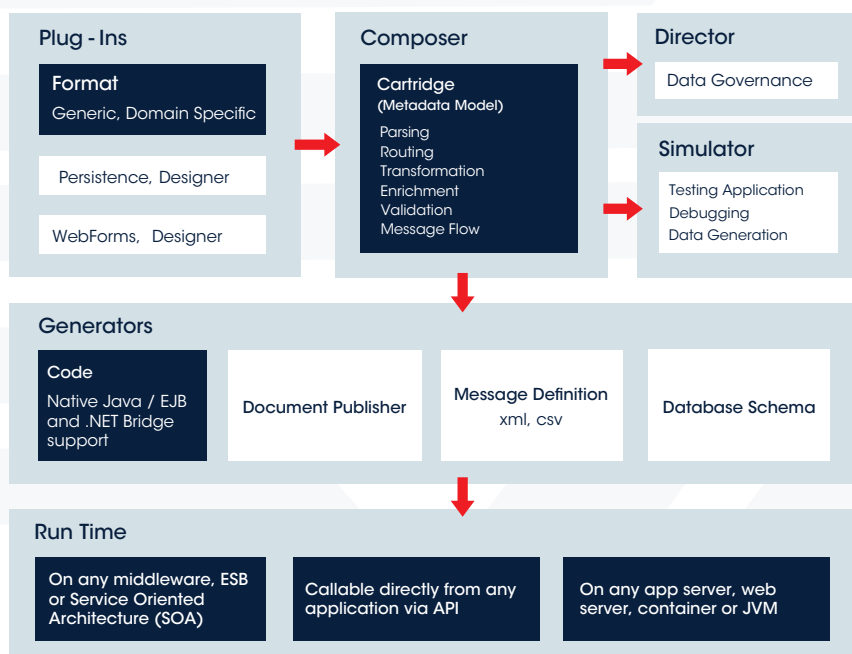 Plug - Ins
Format
Generic, Domain Specific
Persistence, Designer
WebForms, Designer
Composer
Cartridge
(Metadata Model)
Parsing
Routing
Transformation
Enrichment
Validation
Message Flow
Director
Data Governance
Simulator
Testing Application
Debugging
Data Generation
Generators
Code
Native Java / EJB
and .NET Bridge
support
Document Publisher
Message Definition
xml, csv
Database Schema
Run Time
On any middleware, ESB
or Service Oriented
Architecture (SOA)
Callable directly from any
application via API
On any app server, web
server, container or JVM